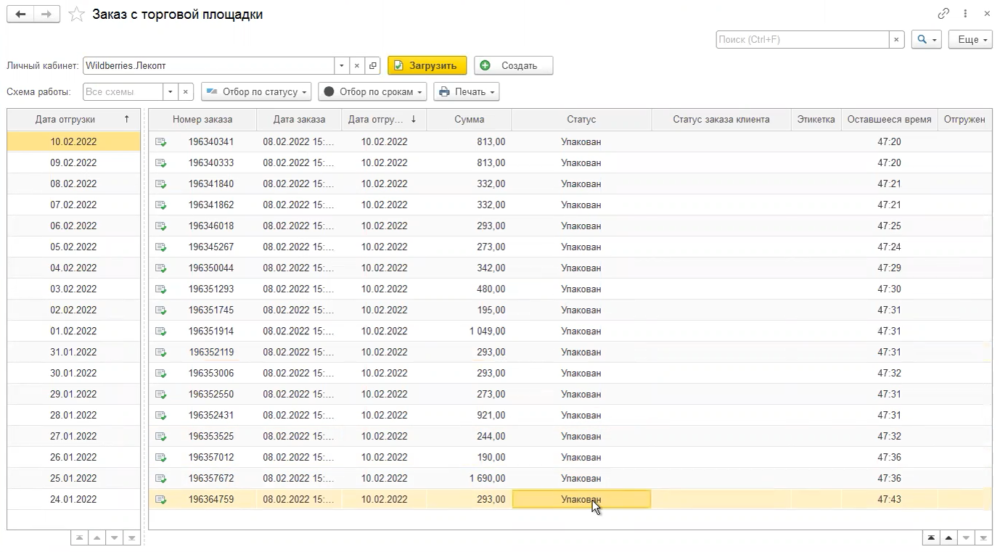 Заказ с торговой площадки
Поиск (Ctrl+F)
Еще
Личный кабинет: Wildberries.Лекопт Загрузить Создать
Схема работы: Все схемы Отбор по статусу Отбор по срокам Печать
Дата отгрузки Номер заказа Дата заказа Дата отгру... Сумма Статус Статус заказа клиента Этикетка Оставшееся время Отгружен
10.02.2022 196340341 08.02.2022 15:... 10.02.2022 813,00 Упакован 47:20
09.02.2022 196340333 08.02.2022 15:... 10.02.2022 813,00 Упакован 47:20
08.02.2022 196341840 08.02.2022 15:... 10.02.2022 332,00 Упакован 47:21
07.02.2022 196341862 08.02.2022 15:... 10.02.2022 332,00 Упакован 47:21
06.02.2022 196346018 08.02.2022 15:... 10.02.2022 293,00 Упакован 47:25
05.02.2022 196345267 08.02.2022 15:... 10.02.2022 273,00 Упакован 47:24
04.02.2022 196350044 08.02.2022 15:... 10.02.2022 342,00 Упакован 47:29
03.02.2022 196351293 08.02.2022 15:... 10.02.2022 480,00 Упакован 47:30
02.02.2022 196351745 08.02.2022 15:... 10.02.2022 195,00 Упакован 47:31
01.02.2022 196351914 08.02.2022 15:... 10.02.2022 1 049,00 Упакован 47:31
31.01.2022 196352119 08.02.2022 15:... 10.02.2022 293,00 Упакован 47:31
30.01.2022 196353006 08.02.2022 15:... 10.02.2022 293,00 Упакован 47:32
29.01.2022 196352550 08.02.2022 15:... 10.02.2022 273,00 Упакован 47:31
28.01.2022 196352431 08.02.2022 15:... 10.02.2022 921,00 Упакован 47:31
27.01.2022 196353525 08.02.2022 15:... 10.02.2022 244,00 Упакован 47:32
26.01.2022 196357012 08.02.2022 15:... 10.02.2022 190,00 Упакован 47:36
25.01.2022 196357672 08.02.2022 15:... 10.02.2022 1 690,00 Упакован 47:36
24.01.2022 196364759 08.02.2022 15:... 10.02.2022 293,00 Упакован 47:43